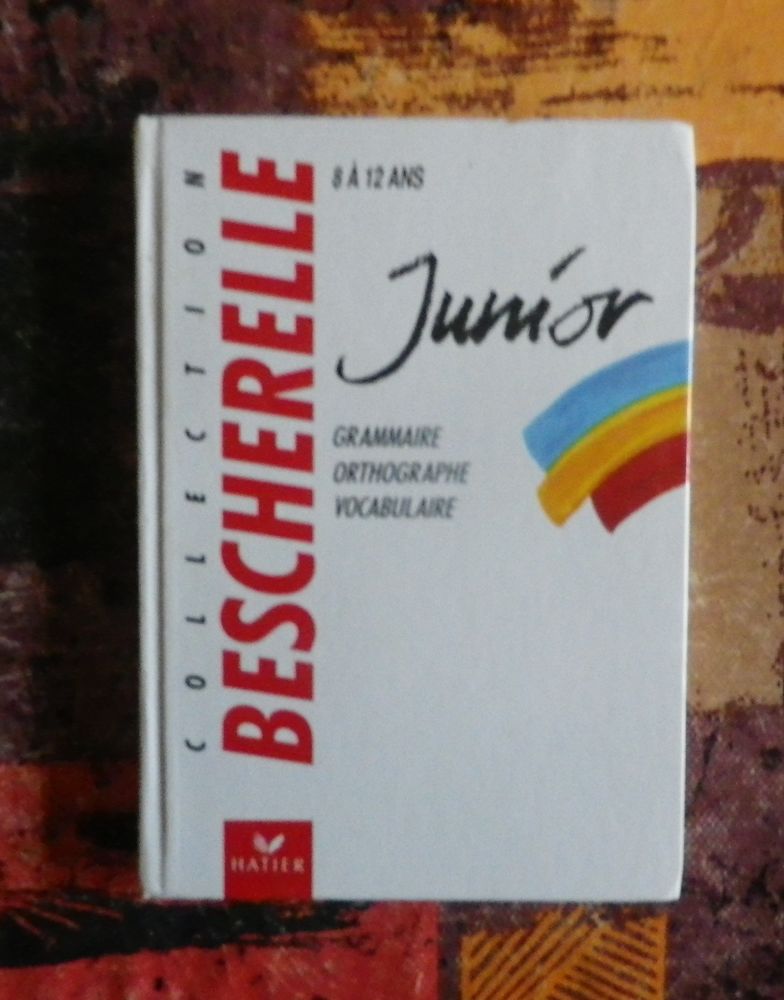 COLLECTION
BESCHERELLE
8 À 12 ANS
Junior
GRAMMAIRE
ORTHOGRAPHE
VOCABULAIRE
HATIER